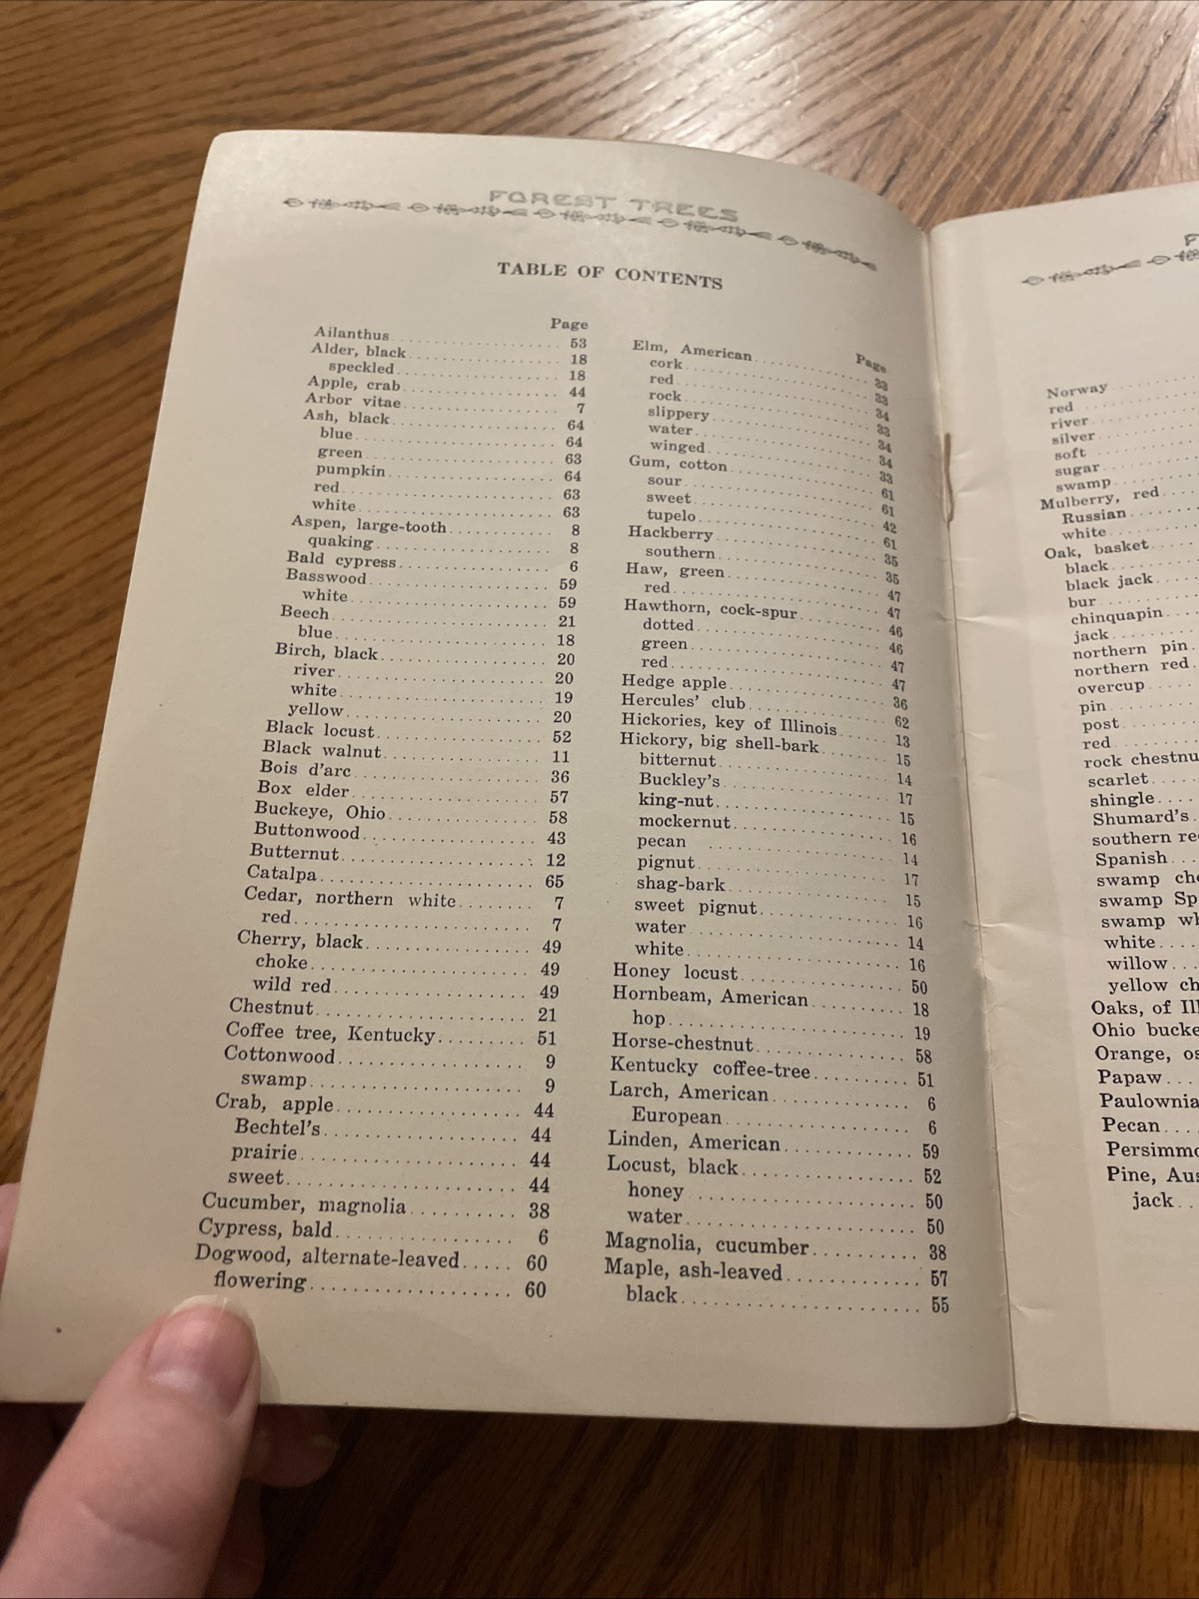 FOREST TREES
TABLE OF CONTENTS
Page
Ailanthus 53
Alder, black 18
speckled 18
Apple, crab 44
Arbor vitae 7
Ash, black 64
blue 64
green 63
pumpkin 64
red 63
white 63
Aspen, large-tooth 8
quaking 8
Bald cypress 6
Basswood 59
white 59
Beech 21
blue 18
Birch, black 20
river 20
white 19
yellow 20
Black locust 52
Black walnut 11
Bois d'arc 36
Box elder 57
Buckeye, Ohio 58
Buttonwood 43
Butternut 12
Catalpa 65
Cedar, northern white 7
red 7
Cherry, black 49
choke 49
wild red 49
Chestnut 21
Coffee tree, Kentucky 51
Cottonwood 9
swamp 9
Crab, apple 44
Bechtel's 44
prairie 44
sweet 44
Cucumber, magnolia 38
Cypress, bald 6
Dogwood, alternate-leaved 60
flowering 60
Page
Elm, American 33
cork 33
red 34
rock 33
slippery 34
water 34
winged 33
Gum, cotton 61
sour 61
sweet 42
tupelo 61
Hackberry 35
southern 35
Haw, green 47
red 47
Hawthorn, cock-spur 46
dotted 46
green 47
red 47
Hedge apple 36
Hercules' club 62
Hickories, key of Illinois 13
Hickory, big shell-bark 15
bitternut 14
Buckley's 17
king-nut 15
mockernut 16
pecan 14
pignut 17
shag-bark 15
sweet pignut 16
water 14
white 16
Honey locust 50
Hornbeam, American 18
hop 19
Horse-chestnut 58
Kentucky coffee-tree 51
Larch, American 6
European 6
Linden, American 59
Locust, black 52
honey 50
water 50
Magnolia, cucumber 38
Maple, ash-leaved 57
black 55
Norway
red
river
silver
soft
sugar
swamp
Mulberry, red
Russian
white
Oak, basket
black
black jack
bur
chinquapin
jack
northern pin
northern red
overcup
pin
post
red
rock chestnu
scarlet
shingle
Shumard's
southern re
Spanish
swamp che
swamp Sp
swamp wh
white
willow
yellow ch
Oaks, of Il
Ohio bucke
Orange, os
Papaw
Paulownia
Pecan
Persimmo
Pine, Aus
jack